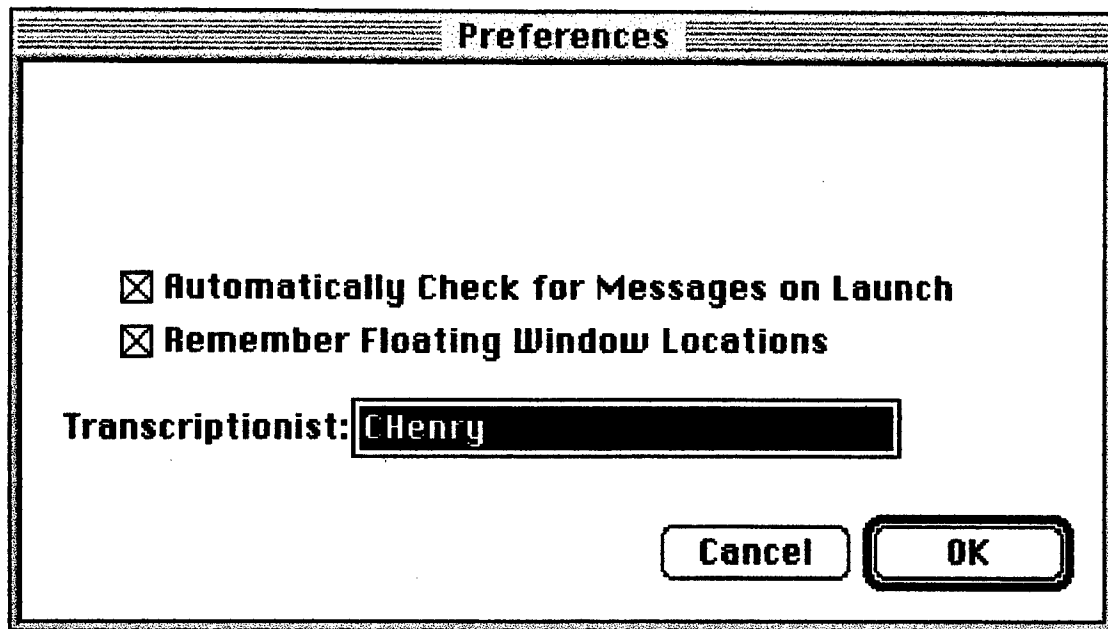 Preferences
Automatically Check for Messages on Launch
Remember Floating Window Locations
Transcriptionist: CHenry
Cancel OK